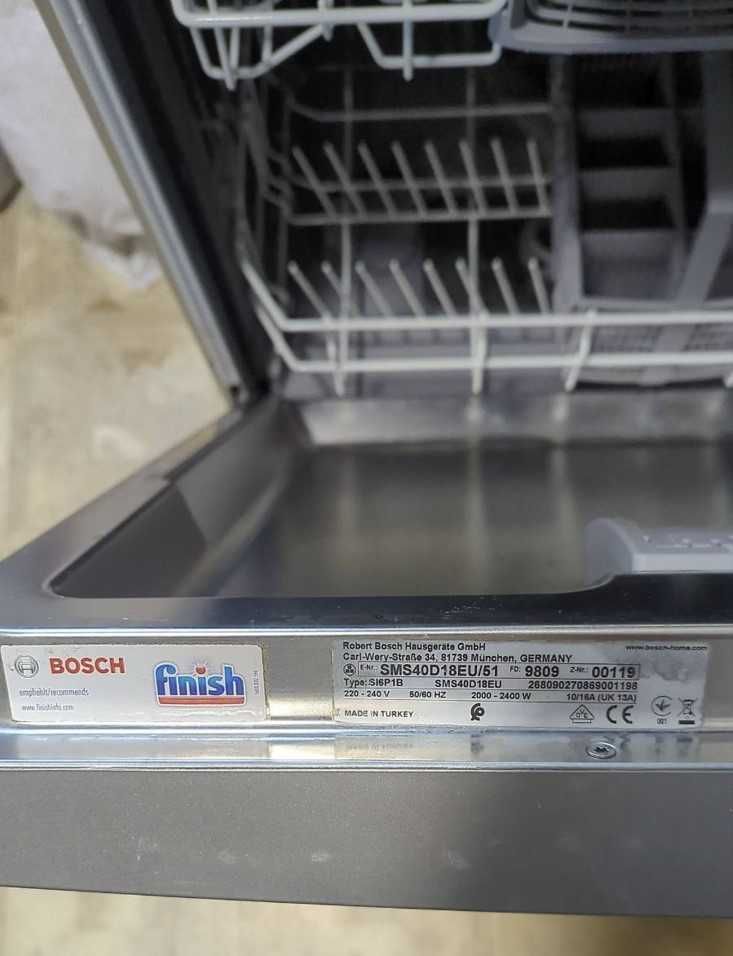 BOSCH
empfiehlt/recommends
www.finishinfo.com
finish
Robert Bosch Hausgeräte GmbH
Carl-Wery-Straße 34, 81739 München, GERMANY
www.bosch-home.com
E-Nr.: SMS40D18EU/51 FD: 9809 Z-Nr.: 00119
Type: SI6P1B SMS40D18EU 268090270869001198
220 - 240 V 50/60 HZ 2000 - 2400 W 10/16A (UK 13A)
MADE IN TURKEY
CE
001